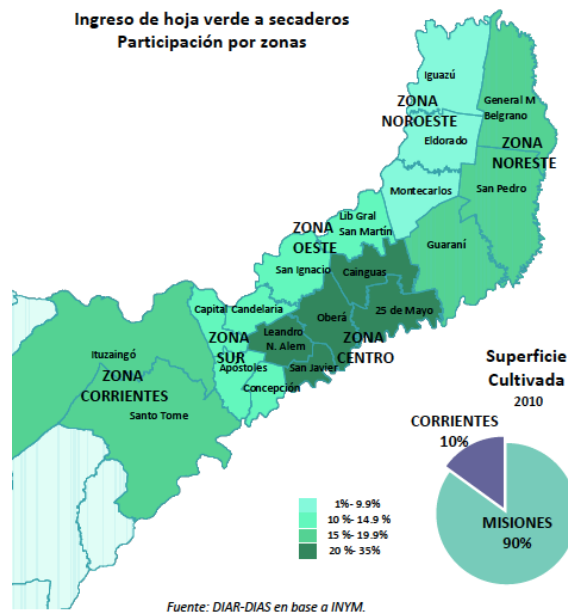 Ingreso de hoja verde a secaderos
Participación por zonas
Iguazú
ZONA
NOROESTE
General M
Belgrano
Eldorado
ZONA
NORESTE
Montecarlos
San Pedro
Lib Gral
San Martín
ZONA
OESTE
Guaraní
San Ignacio
Cainguas
Capital
Candelaria
Oberá
25 de Mayo
Leandro
N. Alem
ZONA
SUR
ZONA
CENTRO
Ituzaingó
Apóstoles
San Javier
ZONA
CORRIENTES
Concepción
Santo Tome
Superficie
Cultivada
2010
CORRIENTES
10%
MISIONES
90%
1%- 9.9%
10 %- 14.9 %
15 %- 19.9%
20 %- 35%
Fuente: DIAR-DIAS en base a INYM.